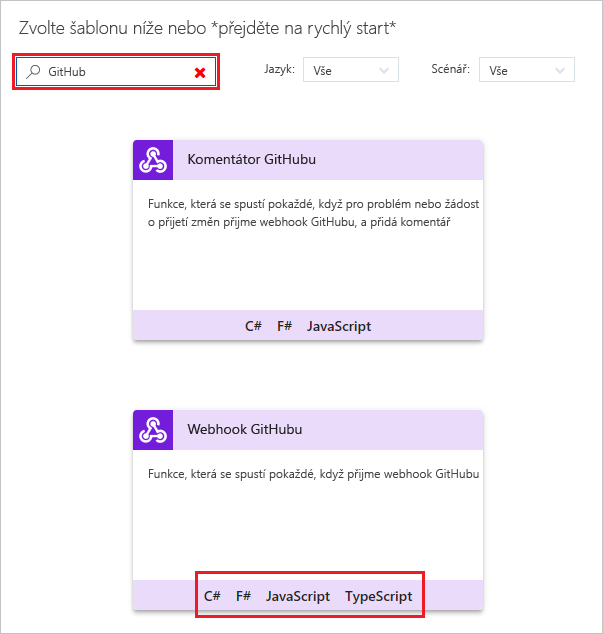 Zvolte šablonu níže nebo *přejděte na rychlý start*
GitHub
Jazyk: Vše
Scénář: Vše
Komentátor GitHubu
Funkce, která se spustí pokaždé, když pro problém nebo žádost
o přijetí změn přijme webhook GitHubu, a přidá komentář
C# F# JavaScript
Webhook GitHubu
Funkce, která se spustí pokaždé, když přijme webhook GitHubu
C# F# JavaScript TypeScript